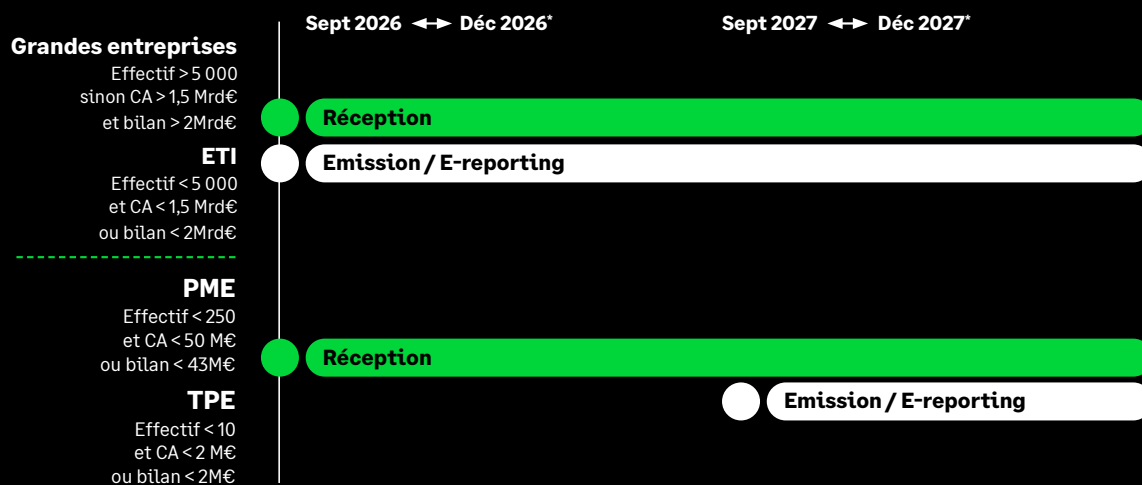 Sept 2026 ↔ Déc 2026*
Sept 2027 ↔ Déc 2027*
Grandes entreprises
Effectif > 5 000
sinon CA > 1,5 Mrd€
et bilan > 2Mrd€
Réception
ETI
Effectif < 5 000
et CA < 1,5 Mrd€
ou bilan < 2Mrd€
Emission / E-reporting
PME
Effectif < 250
et CA < 50 M€
ou bilan < 43M€
Réception
TPE
Effectif < 10
et CA < 2 M€
ou bilan < 2M€
Emission / E-reporting